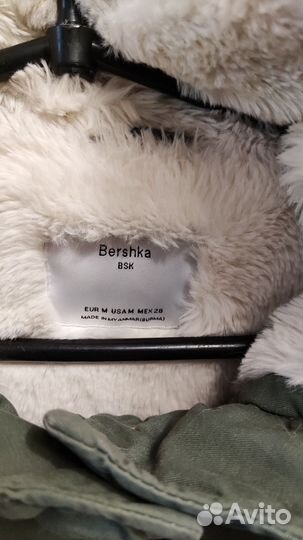 Bershka
BSK
EUR M USA M MEX 28
MADE IN MYANMAR(BURMA)
Avito